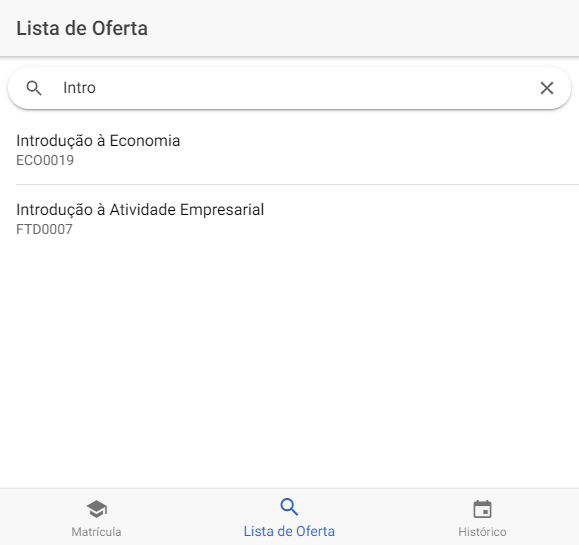 Lista de Oferta
Intro
Introdução à Economia
ECO0019
Introdução à Atividade Empresarial
FTD0007
Matrícula
Lista de Oferta
Histórico